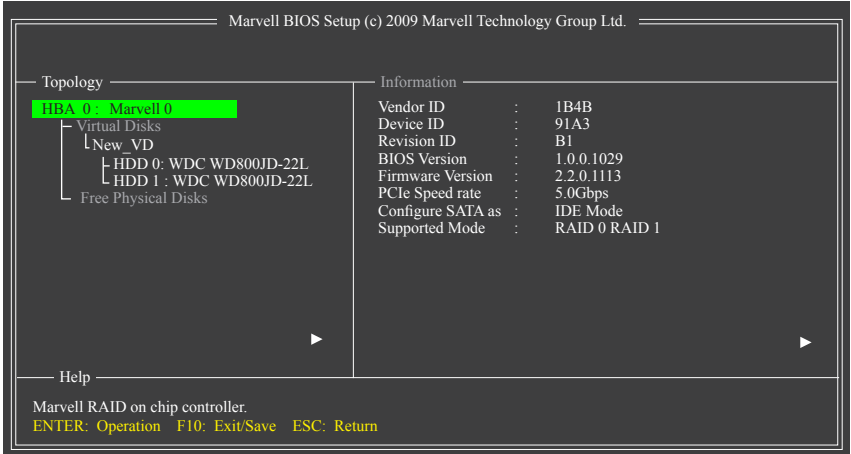 Marvell BIOS Setup (c) 2009 Marvell Technology Group Ltd.
Topology
HBA 0 : Marvell 0
Virtual Disks
New_VD
HDD 0: WDC WD800JD-22L
HDD 1 : WDC WD800JD-22L
Free Physical Disks
Information
Vendor ID : 1B4B
Device ID : 91A3
Revision ID : B1
BIOS Version : 1.0.0.1029
Firmware Version : 2.2.0.1113
PCIe Speed rate : 5.0Gbps
Configure SATA as : IDE Mode
Supported Mode : RAID 0 RAID 1
Help
Marvell RAID on chip controller.
ENTER: Operation F10: Exit/Save ESC: Return